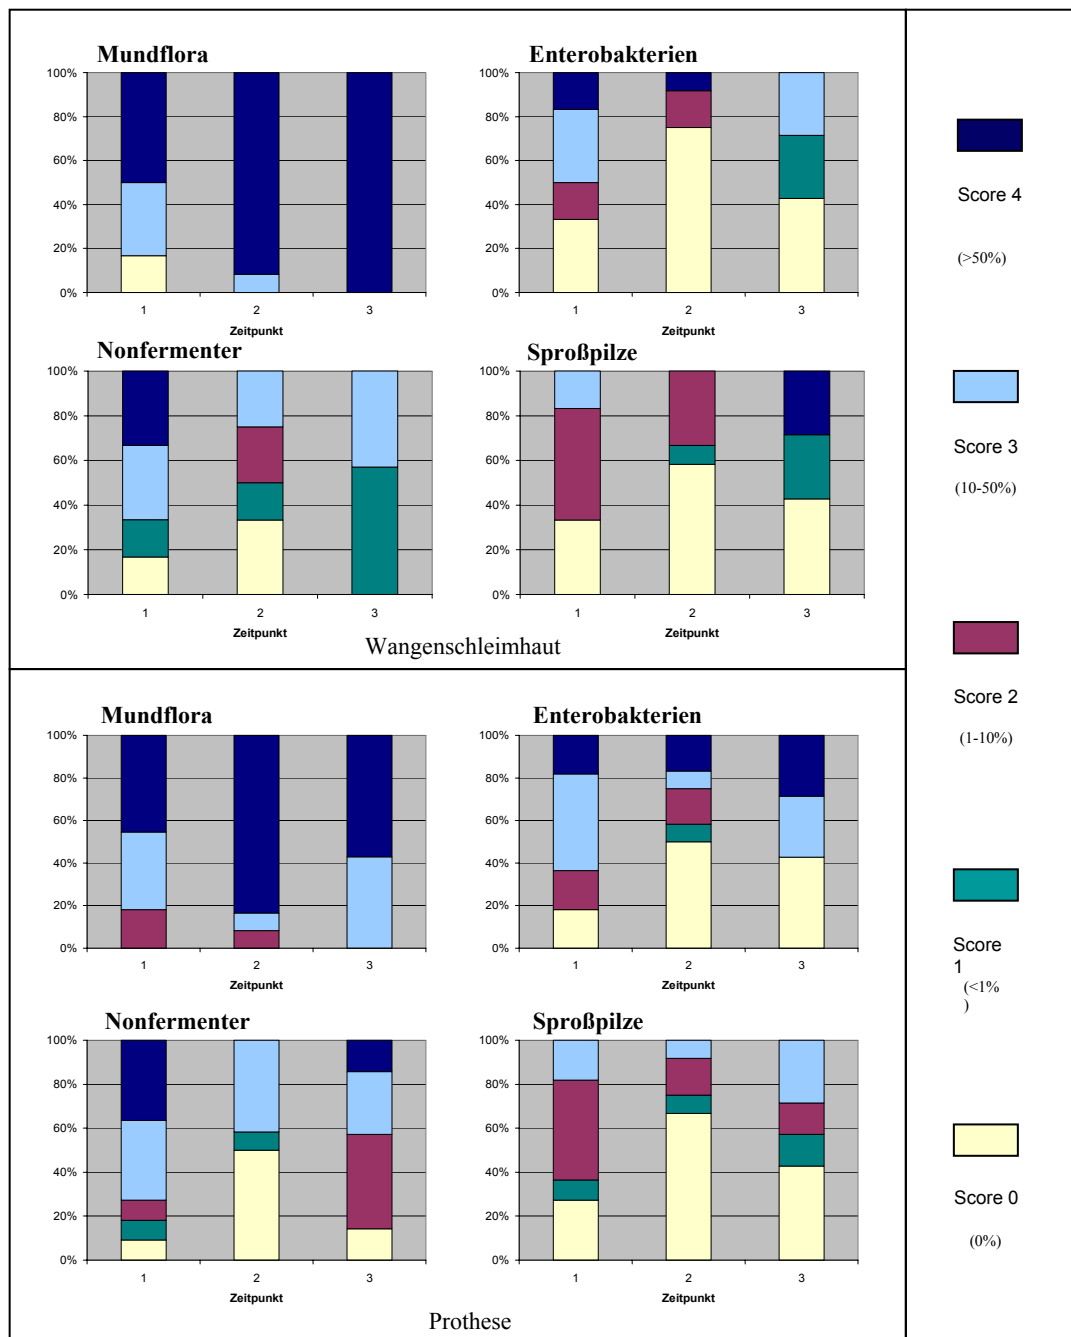 Mundflora
100%
80%
60%
40%
20%
0%
1 2 3
Zeitpunkt
Enterobakterien
100%
80%
60%
40%
20%
0%
1 2 3
Zeitpunkt
Nonfermenter
100%
80%
60%
40%
20%
0%
1 2 3
Zeitpunkt
Sproßpilze
100%
80%
60%
40%
20%
0%
1 2 3
Zeitpunkt
Wangenschleimhaut
Mundflora
100%
80%
60%
40%
20%
0%
1 2 3
Zeitpunkt
Enterobakterien
100%
80%
60%
40%
20%
0%
1 2 3
Zeitpunkt
Nonfermenter
100%
80%
60%
40%
20%
0%
1 2 3
Zeitpunkt
Sproßpilze
100%
80%
60%
40%
20%
0%
1 2 3
Zeitpunkt
Prothese
Score 4
(>50%)
Score 3
(10-50%)
Score 2
(1-10%)
Score
1
(<1%
)
Score 0
(0%)